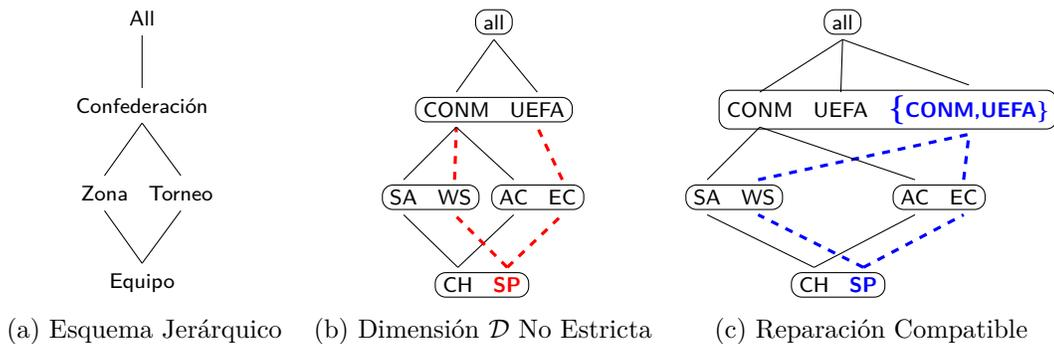 All
Confederación
Zona Torneo
Equipo
(a) Esquema Jerárquico
all
CONM UEFA
SA WS AC EC
CH SP
(b) Dimensión 𝒟 No Estricta
all
CONM UEFA {CONM,UEFA}
SA WS AC EC
CH SP
(c) Reparación Compatible